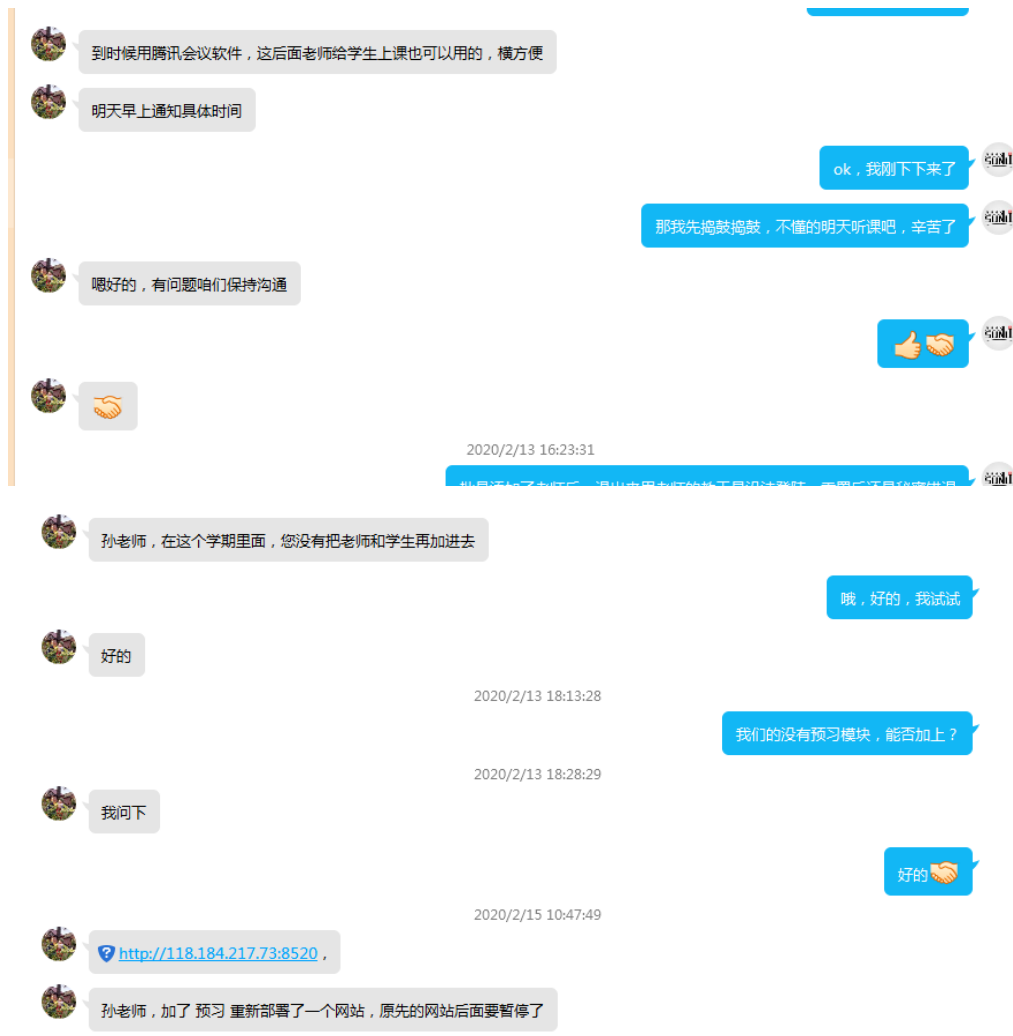 到时候用腾讯会议软件，这后面老师给学生上课也可以用的，横方便
明天早上通知具体时间
ok，我刚下下来了
那我先捣鼓捣鼓，不懂的明天听课吧，辛苦了
嗯好的，有问题咱们保持沟通
2020/2/13 16:23:31
孙老师，在这个学期里面，您没有把老师和学生再加进去
哦，好的，我试试
好的
2020/2/13 18:13:28
我们的没有预习模块，能否加上？
2020/2/13 18:28:29
我问下
好的
2020/2/15 10:47:49
http://118.184.217.73:8520，
孙老师，加了 预习 重新部署了一个网站，原先的网站后面要暂停了